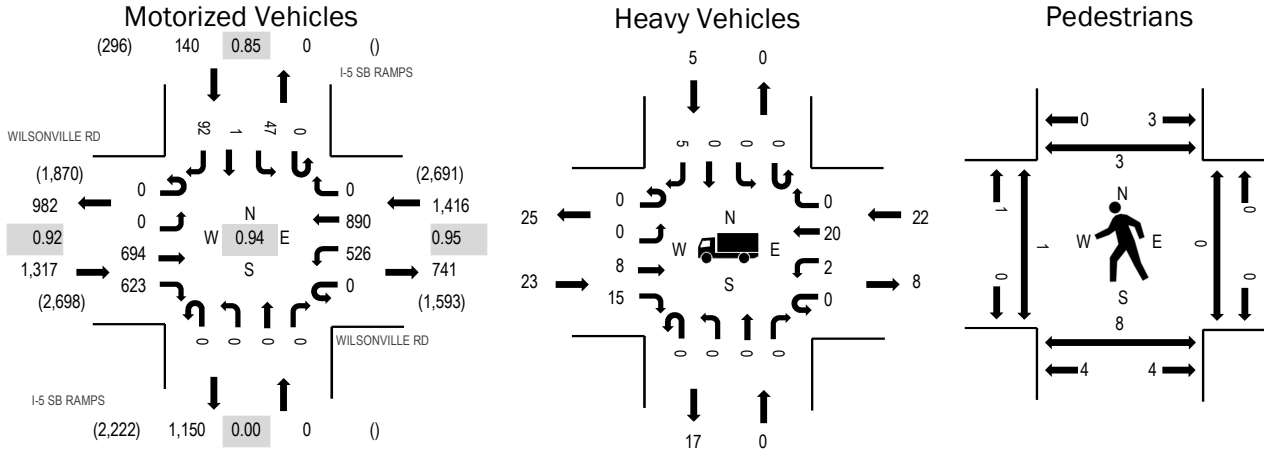 Motorized Vehicles
(296) 140 0.85 0 ()
I-5 SB RAMPS
WILSONVILLE RD
92 1 47 0
(1,870) 0 0 (2,691)
982 0 890 1,416
0.92 W N 0.94 S E 0.95
1,317 694 526 741
(2,698) 623 0 (1,593)
0 0 0 0
WILSONVILLE RD
I-5 SB RAMPS
(2,222) 1,150 0.00 0 ()
Heavy Vehicles
5 0
5 0 0 0
0 0
25 0 20 22
W N S E
23 8 2 8
15 0
0 0 0 0
17 0
Pedestrians
0 3
3
1 1 0 0
N
W E
S
0 0
8
4 4